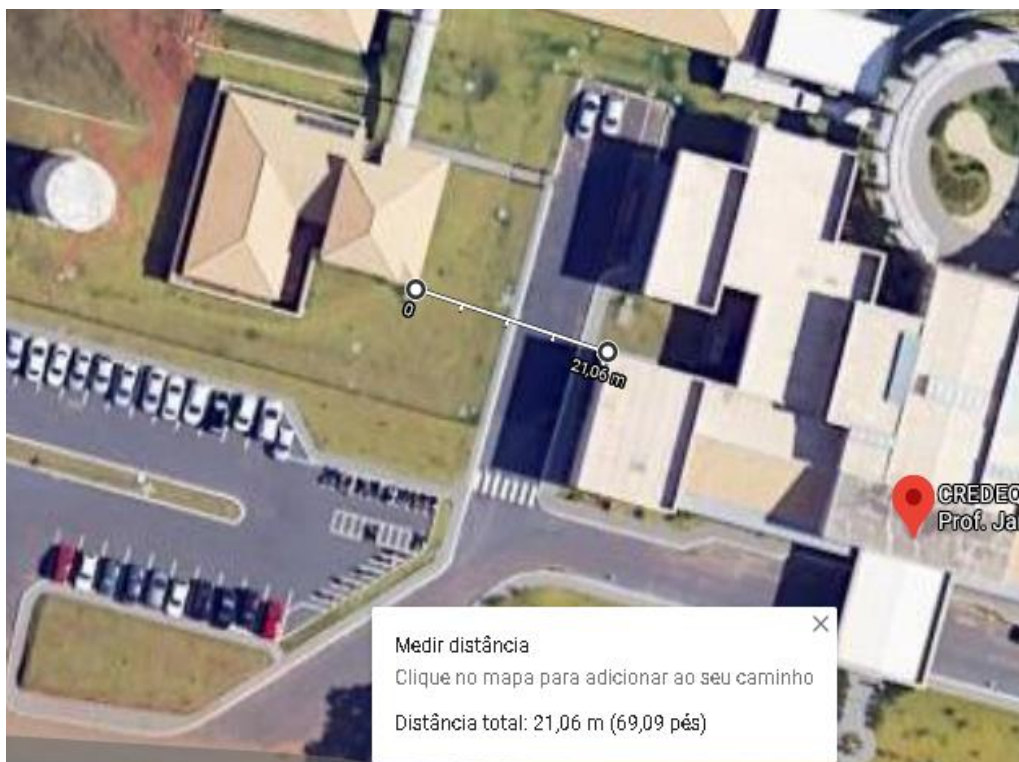 0
21,06 m
CREDEQ
Prof. Ja
Medir distância
Clique no mapa para adicionar ao seu caminho
Distância total: 21,06 m (69,09 pés)